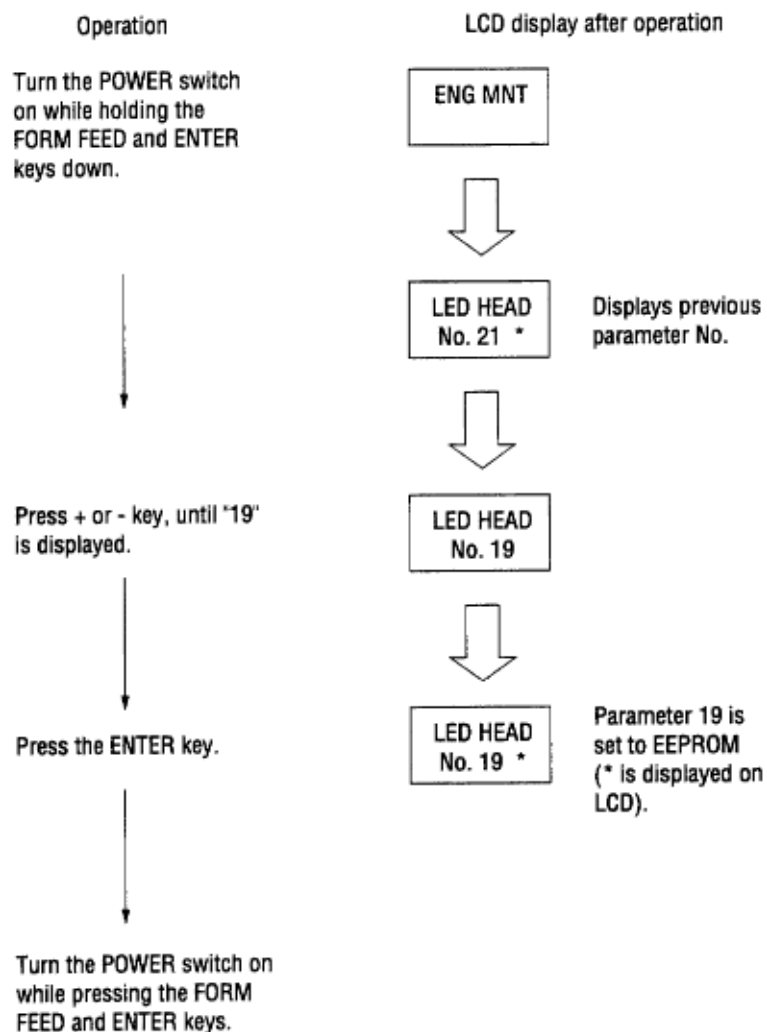 Operation
LCD display after operation
Turn the POWER switch
on while holding the
FORM FEED and ENTER
keys down.
ENG MNT
LED HEAD
No. 21 *
Displays previous
parameter No.
Press + or - key, until "19"
is displayed.
LED HEAD
No. 19
Press the ENTER key.
LED HEAD
No. 19 *
Parameter 19 is
set to EEPROM
(* is displayed on
LCD).
Turn the POWER switch on
while pressing the FORM
FEED and ENTER keys.